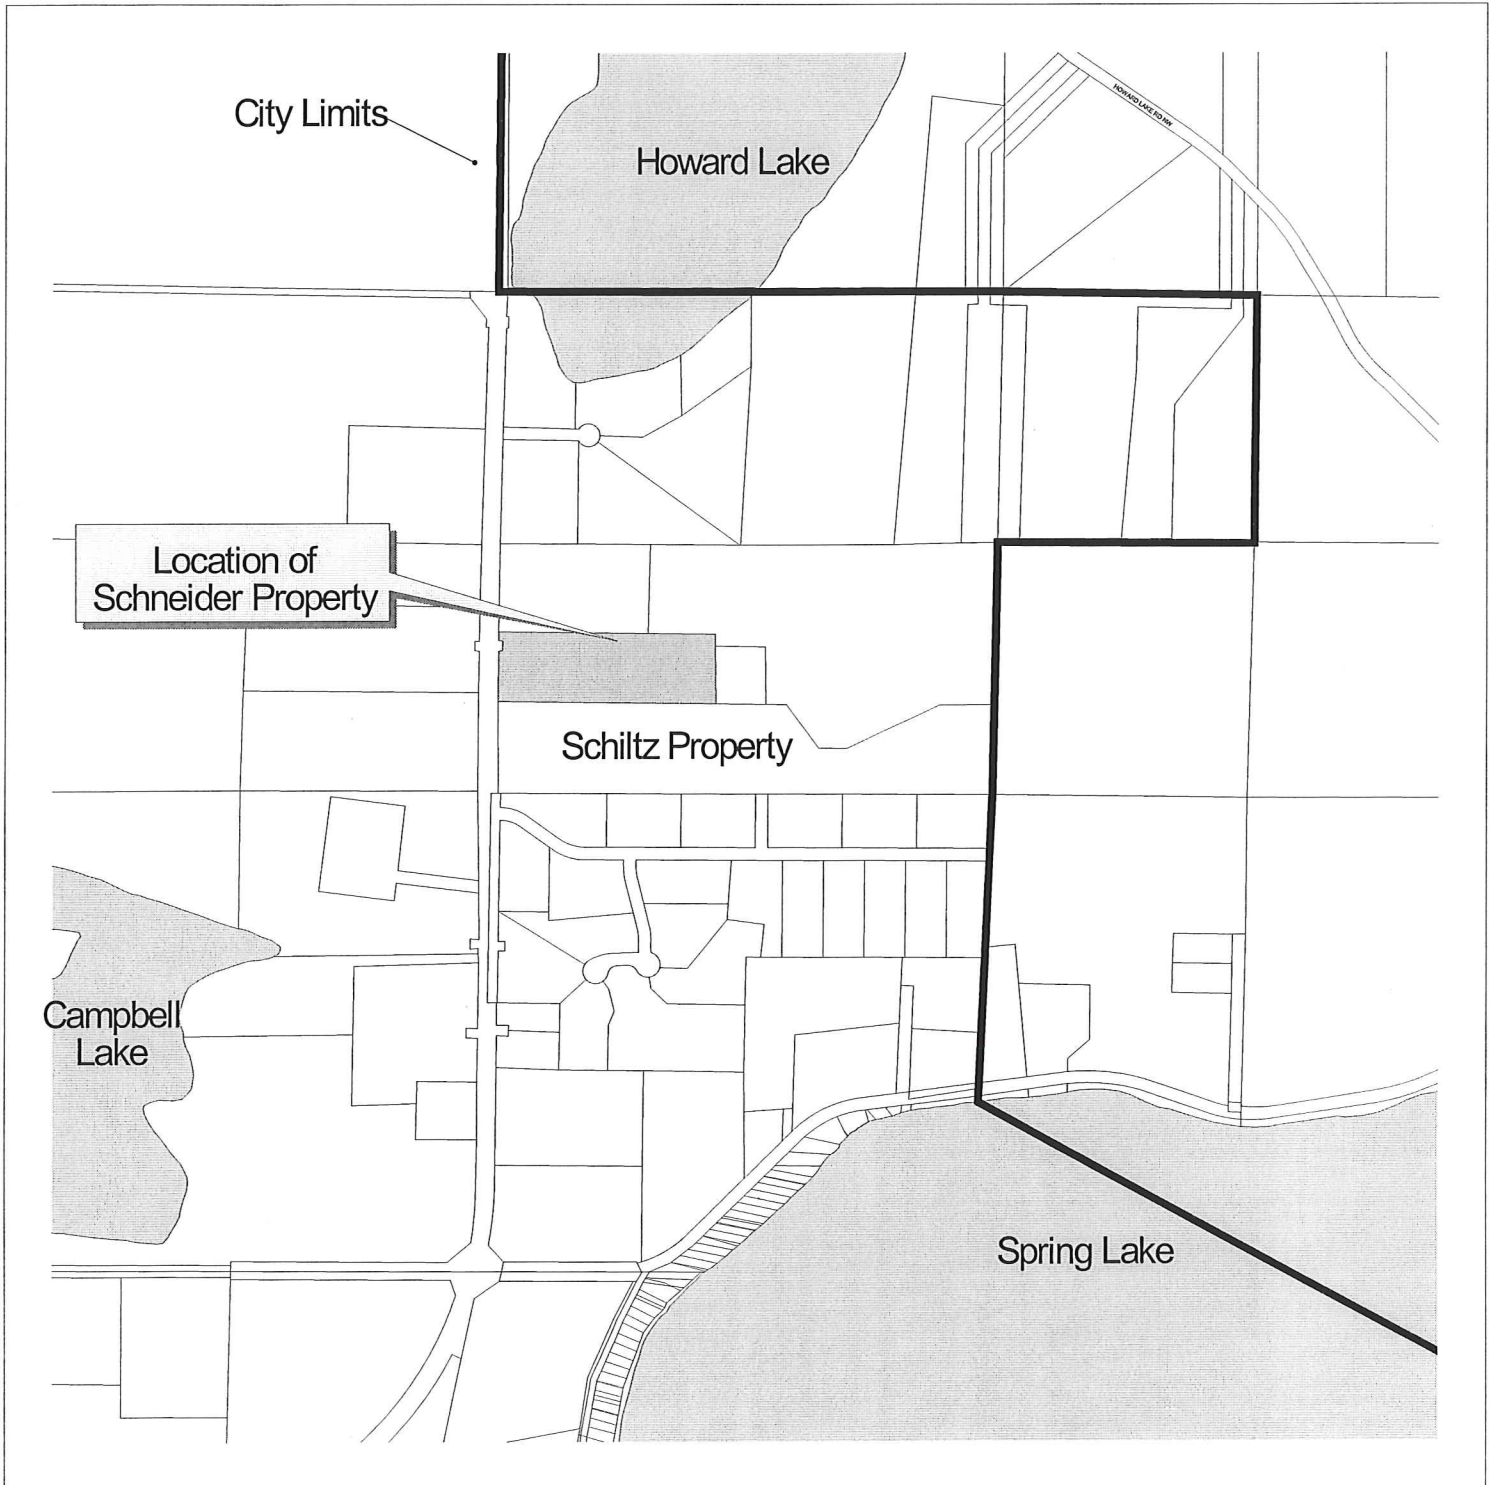 City Limits
Howard Lake
HOWARD LAKE RD NW
Location of
Schneider Property
Schiltz Property
Campbell
Lake
Spring Lake